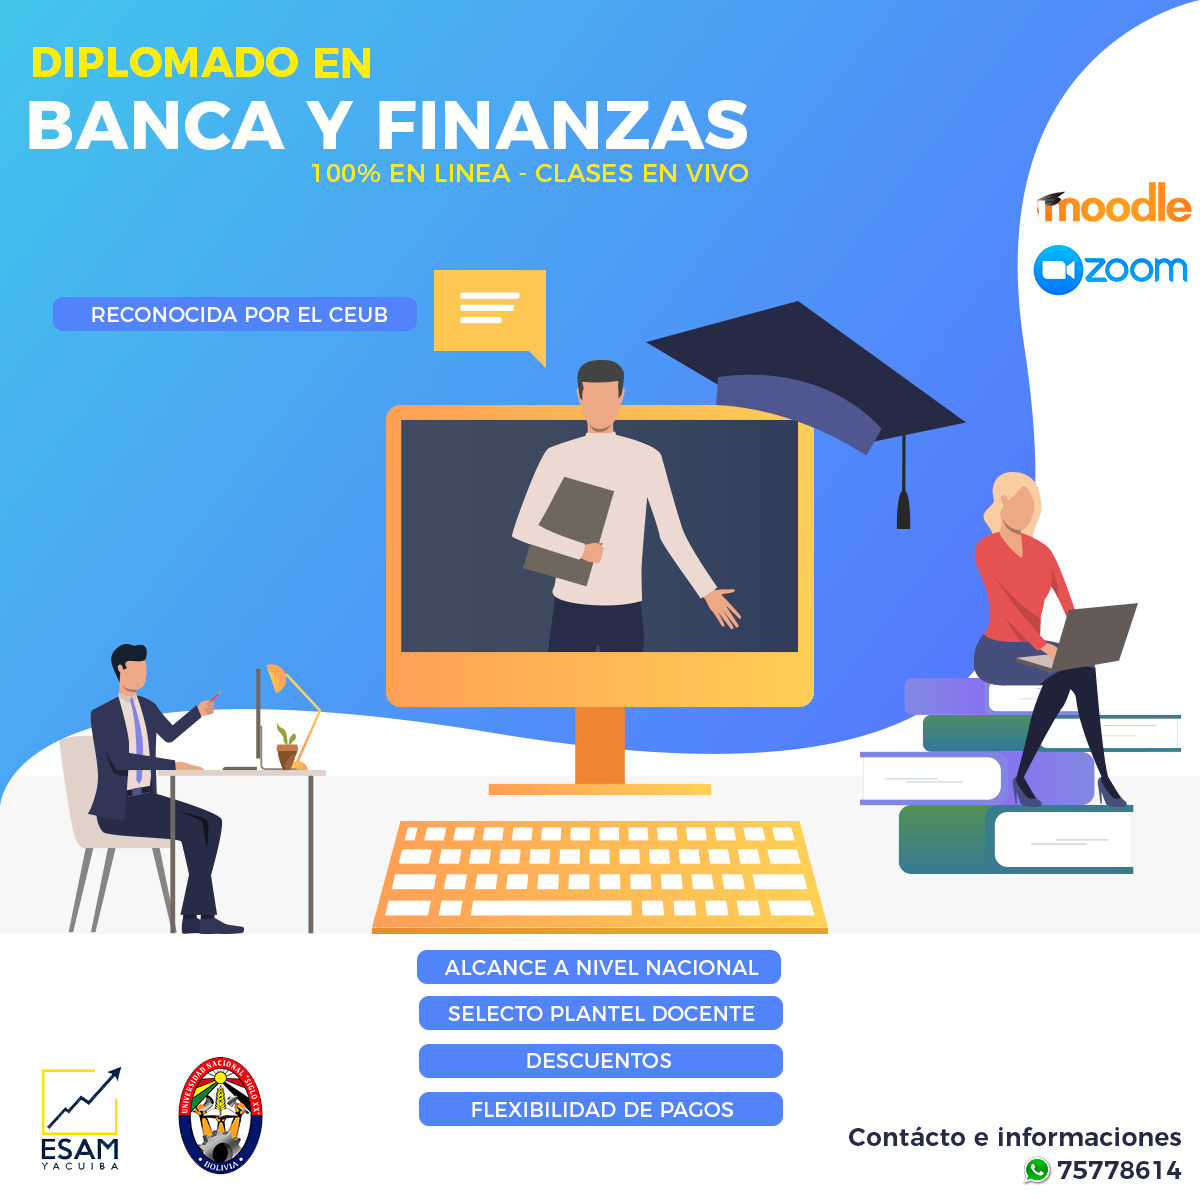 DIPLOMADO EN
BANCA Y FINANZAS
100% EN LINEA - CLASES EN VIVO
moodle
zoom
RECONOCIDA POR EL CEUB
ALCANCE A NIVEL NACIONAL
SELECTO PLANTEL DOCENTE
DESCUENTOS
FLEXIBILIDAD DE PAGOS
ESAM
YACUIBA
UNIVERSIDAD NACIONAL "SIGLO XX"
BOLIVIA
Contácto e informaciones
75778614